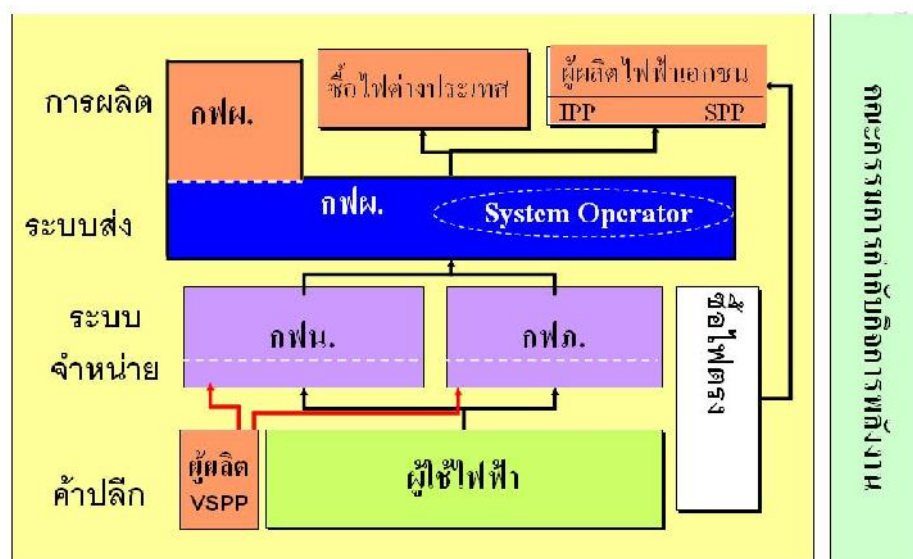 การผลิต
กฟผ.
ซื้อไฟต่างประเทศ
ผู้ผลิตไฟฟ้าเอกชน
IPP SPP
ระบบส่ง
กฟผ.
System Operator
ระบบ
จำหน่าย
กฟน.
กฟภ.
ซื้อไฟตรง
ค้าปลีก
ผู้ผลิต
VSPP
ผู้ใช้ไฟฟ้า
คณะกรรมการกำกับกิจการพลังงาน